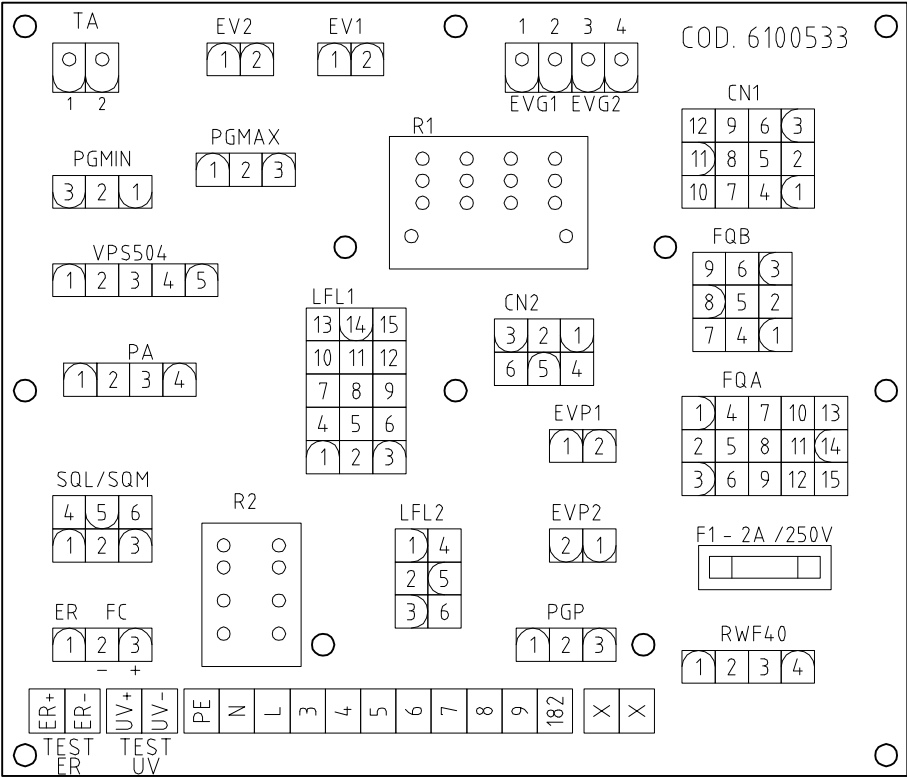 TA
EV2
EV1
1 2 3 4
COD. 6100533
1 2
1 2
1 2
EVG1 EVG2
CN1
12 9 6 3
11 8 5 2
10 7 4 1
PGMAX
1 2 3
R1
PGMIN
3 2 1
VPS504
1 2 3 4 5
FQB
9 6 3
8 5 2
7 4 1
LFL1
13 14 15
10 11 12
7 8 9
4 5 6
1 2 3
CN2
3 2 1
6 5 4
PA
1 2 3 4
FQA
1 4 7 10 13
2 5 8 11 14
3 6 9 12 15
EVP1
1 2
SQL/SQM
4 5 6
1 2 3
R2
LFL2
1 4
2 5
3 6
EVP2
2 1
F1 - 2A /250V
ER FC
1 2 3
- +
PGP
1 2 3
RWF40
1 2 3 4
ER+ ER- UV+ UV- PE N L 3 4 5 6 7 8 9 182 X X
TEST ER
TEST UV